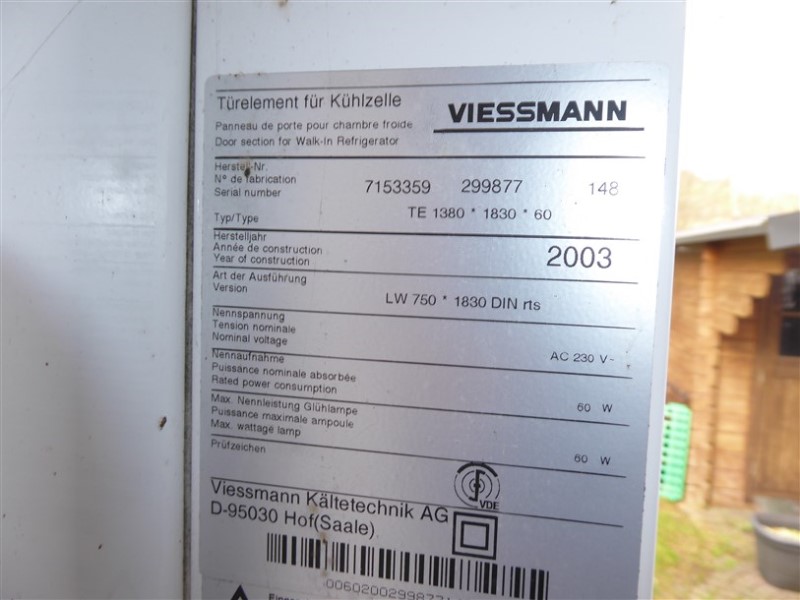 Türelement für Kühlzelle
VIESSMANN
Panneau de porte pour chambre froide
Door section for Walk-In Refrigerator
Herstell-Nr.
N° de fabrication
Serial number
7153359 299877 148
Typ/Type
TE 1380 * 1830 * 60
Herstelljahr
Année de construction
Year of construction
2003
Art der Ausführung
Version
LW 750 * 1830 DIN rts
Nennspannung
Tension nominale
Nominal voltage
AC 230 V~
Nennaufnahme
Puissance nominale absorbée
Rated power consumption
60 W
Max. Nennleistung Glühlampe
Puissance maximale ampoule
Max. wattage lamp
60 W
Prüfzeichen
VDE
Viessmann Kältetechnik AG
D-95030 Hof(Saale)